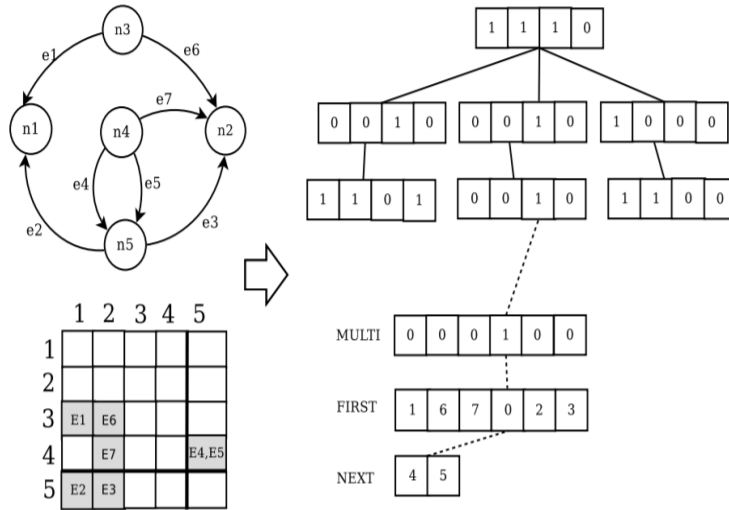 n3
e1
e6
n1
n4
e7
n2
e4
e5
e2
n5
e3
1 2 3 4 5
1
2
3 E1 E6
4 E7 E4,E5
5 E2 E3
1 1 1 0
0 0 1 0 0 0 1 0 1 0 0 0
1 1 0 1 0 0 1 0 1 1 0 0
MULTI 0 0 0 1 0 0
FIRST 1 6 7 0 2 3
NEXT 4 5